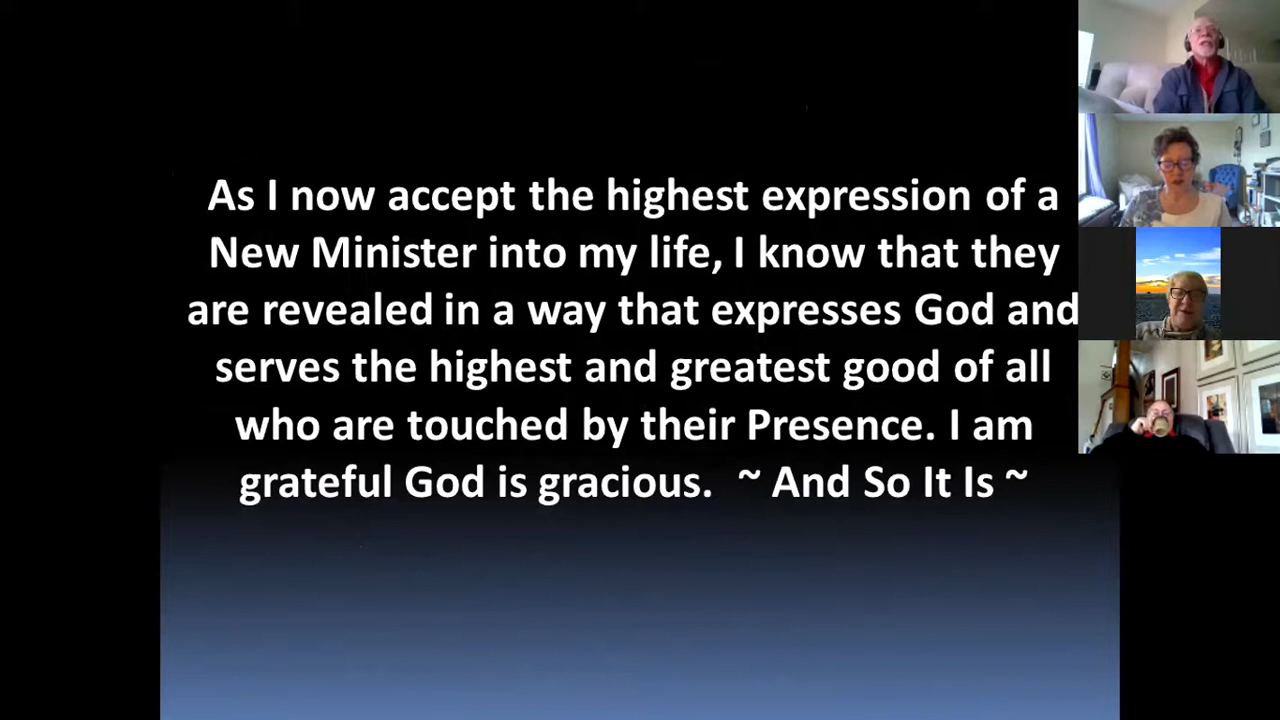 As I now accept the highest expression of a
New Minister into my life, I know that they
are revealed in a way that expresses God and
serves the highest and greatest good of all
who are touched by their Presence. I am
grateful God is gracious.  ~ And So It Is ~